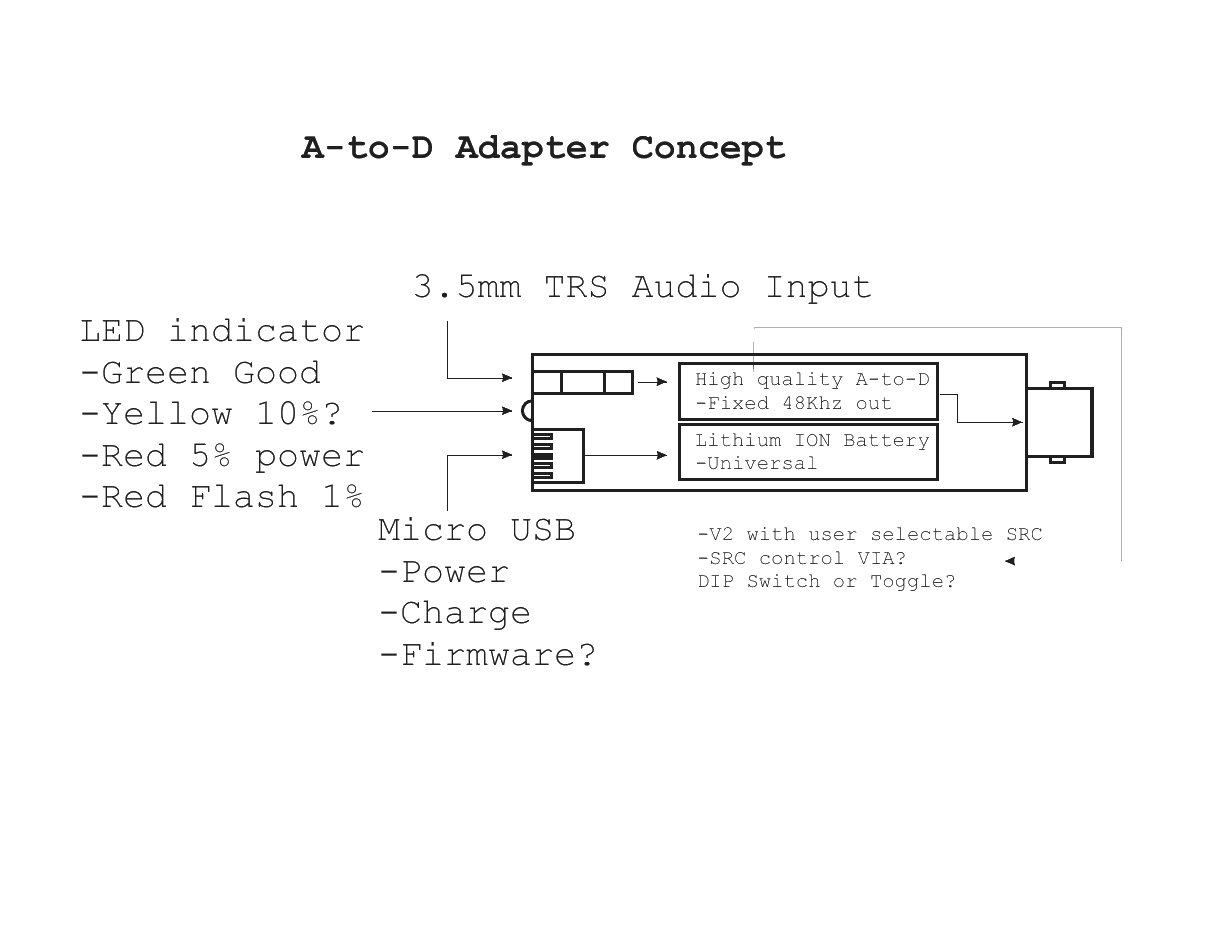 A-to-D Adapter Concept
3.5mm TRS Audio Input
LED indicator
-Green Good
-Yellow 10%?
-Red 5% power
-Red Flash 1%
High quality A-to-D
-Fixed 48Khz out
Lithium ION Battery
-Universal
Micro USB
-Power
-Charge
-Firmware?
-V2 with user selectable SRC
-SRC control VIA?
DIP Switch or Toggle?